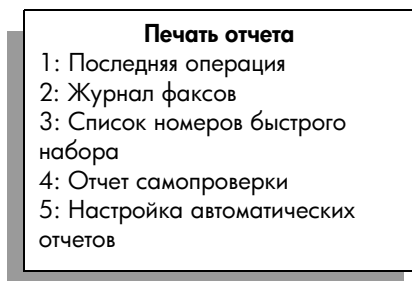 Печать отчета
1: Последняя операция
2: Журнал факсов
3: Список номеров быстрого
набора
4: Отчет самопроверки
5: Настройка автоматических
отчетов